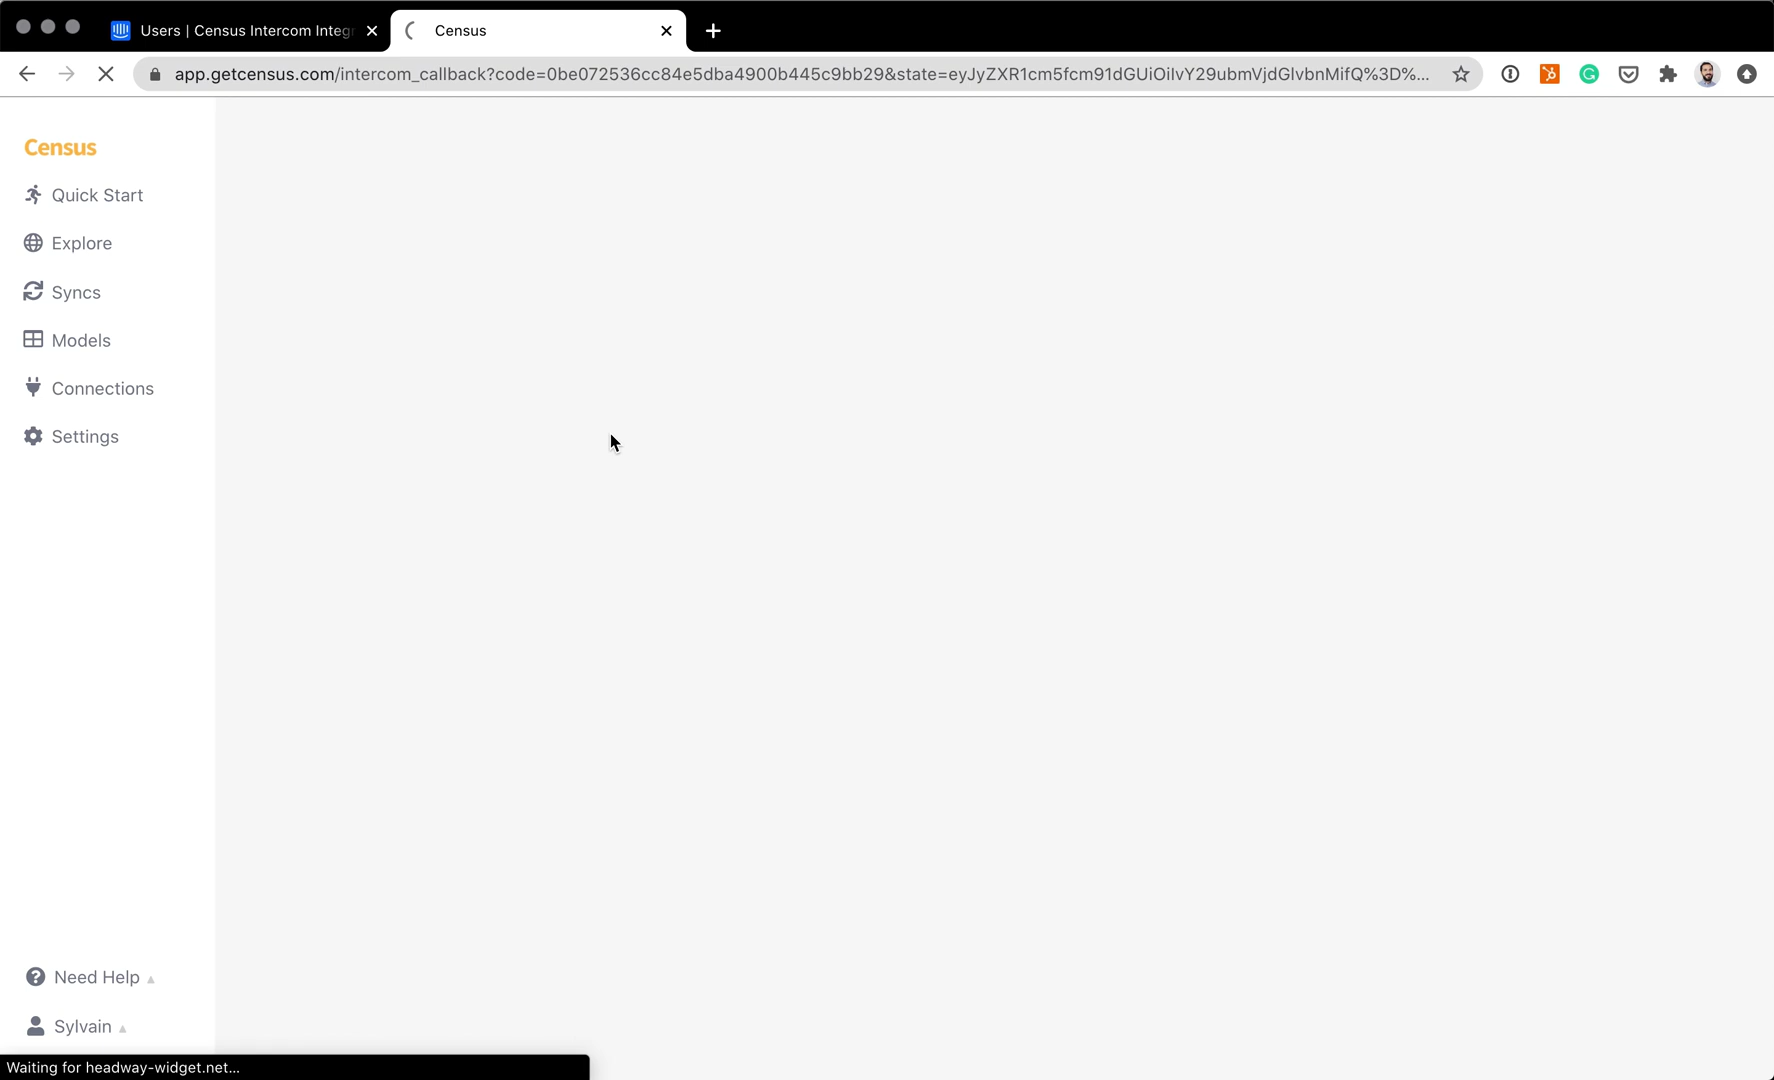 Users | Census Intercom Integr
Census
app.getcensus.com/intercom_callback?code=0be072536cc84e5dba4900b445c9bb29&state=eyJyZXR1cm5fcm91dGUiOiIvY29ubmVjdGlvbnMifQ%3D%...
Census
Quick Start
Explore
Syncs
Models
Connections
Settings
Need Help
Sylvain
Waiting for headway-widget.net...